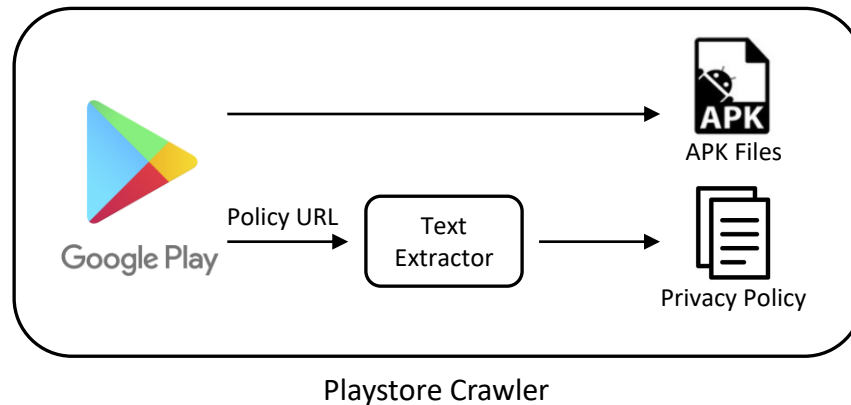 APK
APK Files
Google Play
Policy URL
Text
Extractor
Privacy Policy
Playstore Crawler